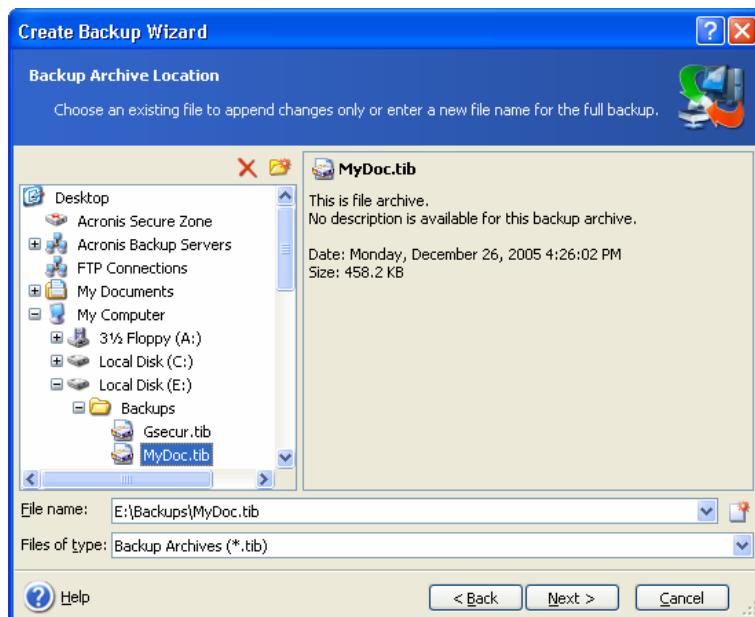 Create Backup Wizard
Backup Archive Location
Choose an existing file to append changes only or enter a new file name for the full backup.
Desktop
Acronis Secure Zone
Acronis Backup Servers
FTP Connections
My Documents
My Computer
3½ Floppy (A:)
Local Disk (C:)
Local Disk (E:)
Backups
Gsecur.tib
MyDoc.tib
MyDoc.tib
This is file archive.
No description is available for this backup archive.
Date: Monday, December 26, 2005 4:26:02 PM
Size: 458.2 KB
File name: E:\Backups\MyDoc.tib
Files of type: Backup Archives (*.tib)
Help
< Back
Next >
Cancel